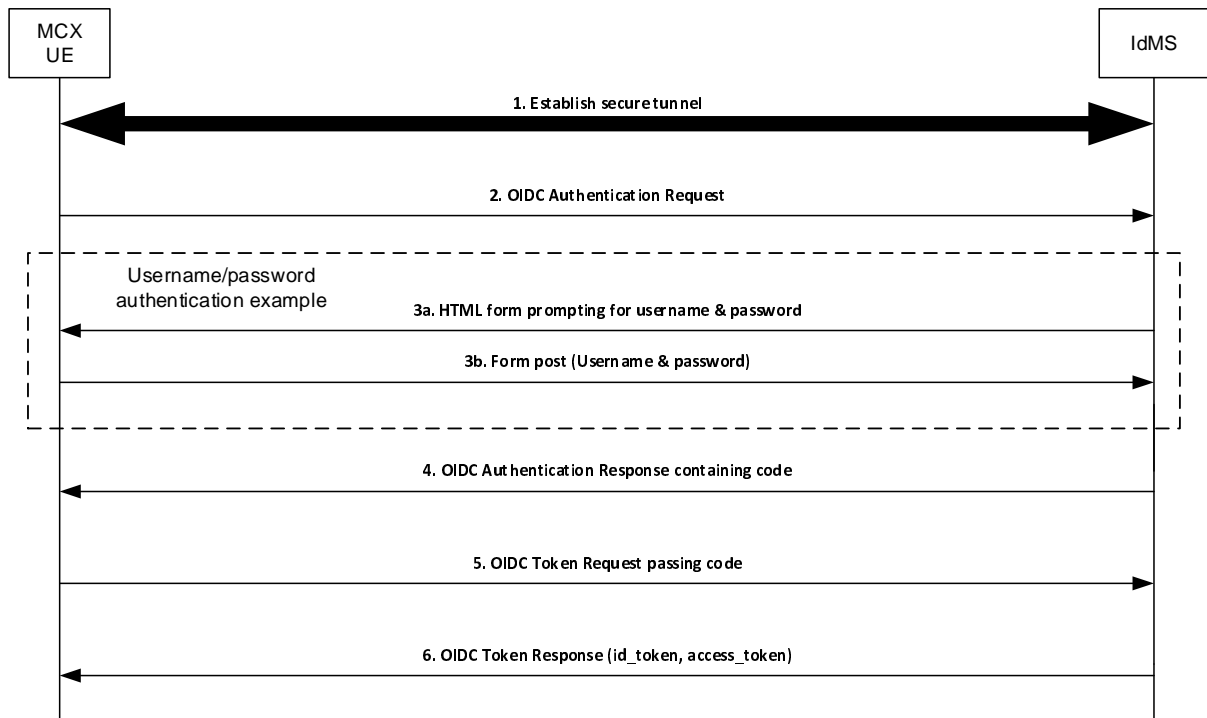 MCX
UE
IdMS
1. Establish secure tunnel
2. OIDC Authentication Request
Username/password
authentication example
3a. HTML form prompting for username & password
3b. Form post (Username & password)
4. OIDC Authentication Response containing code
5. OIDC Token Request passing code
6. OIDC Token Response (id_token, access_token)